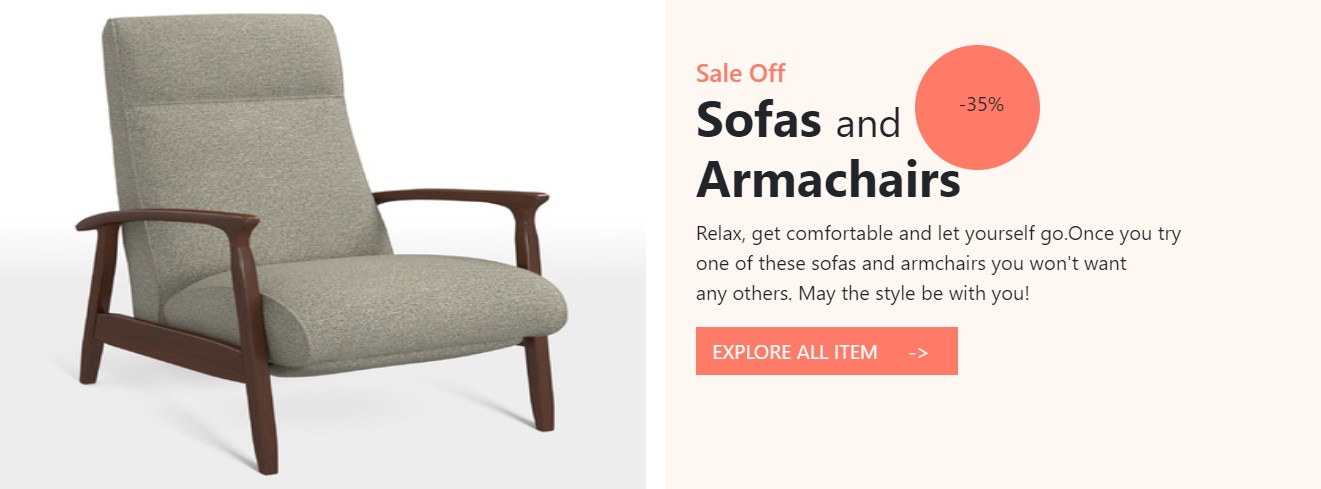 Sale Off
Sofas and
-35%
Armachairs
Relax, get comfortable and let yourself go.Once you try
one of these sofas and armchairs you won't want
any others. May the style be with you!
EXPLORE ALL ITEM ->